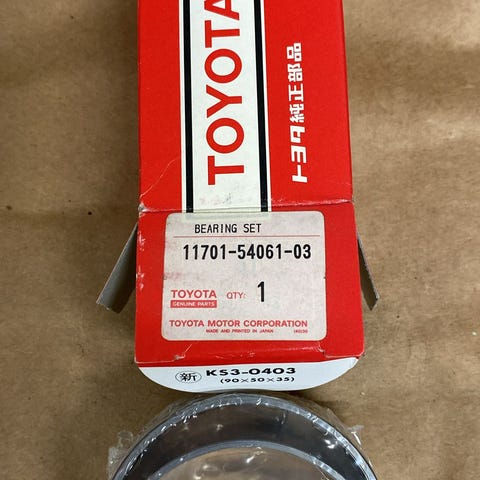 TOYOTA
トヨタ純正部品
BEARING SET
11701-54061-03
TOYOTA
GENUINE PARTS
QTY: 1
TOYOTA MOTOR CORPORATION
MADE AND PRINTED IN JAPAN
新 KS3-0403
(90×50×35)